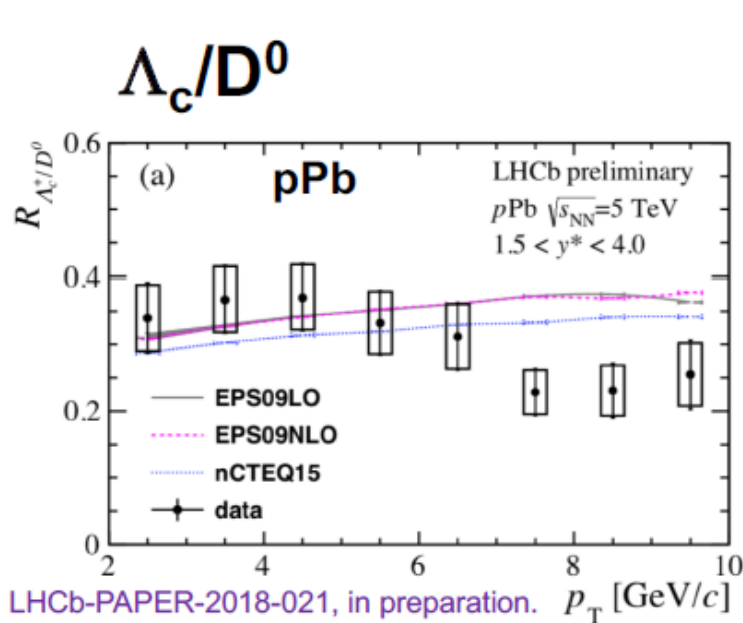 Λc/D⁰
0.6
0.4
0.2
0
R Λc⁺/D⁰
(a)
pPb
LHCb preliminary
pPb √sNN=5 TeV
1.5 < y* < 4.0
EPS09LO
EPS09NLO
nCTEQ15
data
2 4 6 8 10
pT [GeV/c]
LHCb-PAPER-2018-021, in preparation.